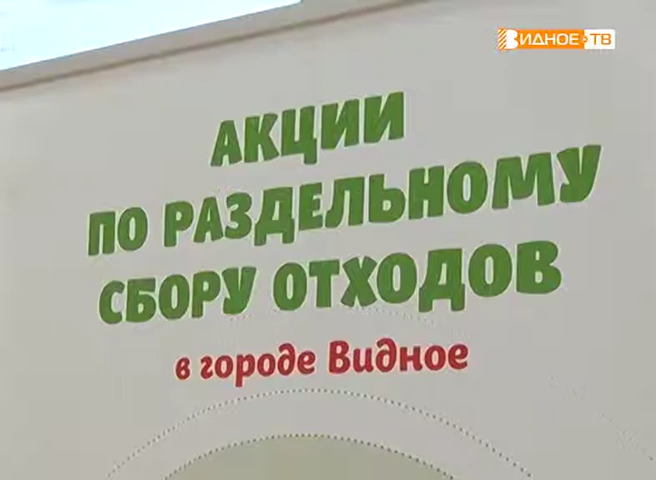 ВИДНОЕ ТВ
АКЦИИ
ПО РАЗДЕЛЬНОМУ
СБОРУ ОТХОДОВ
в городе Видное